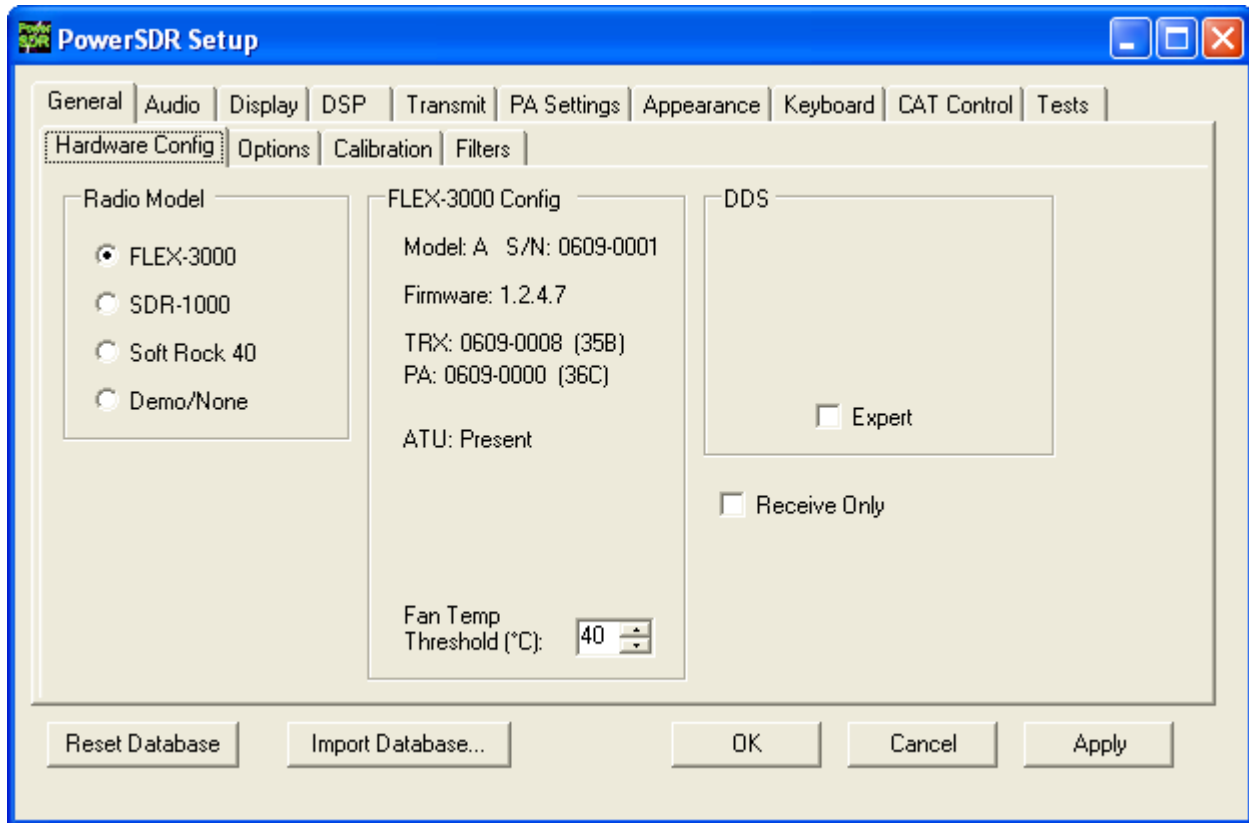 Power SDR PowerSDR Setup
General Audio Display DSP Transmit PA Settings Appearance Keyboard CAT Control Tests
Hardware Config Options Calibration Filters
Radio Model
FLEX-3000
SDR-1000
Soft Rock 40
Demo/None
FLEX-3000 Config
Model: A S/N: 0609-0001
Firmware: 1.2.4.7
TRX: 0609-0008 (35B)
PA: 0609-0000 (36C)
ATU: Present
Fan Temp
Threshold (°C): 40
DDS
Expert
Receive Only
Reset Database Import Database... OK Cancel Apply